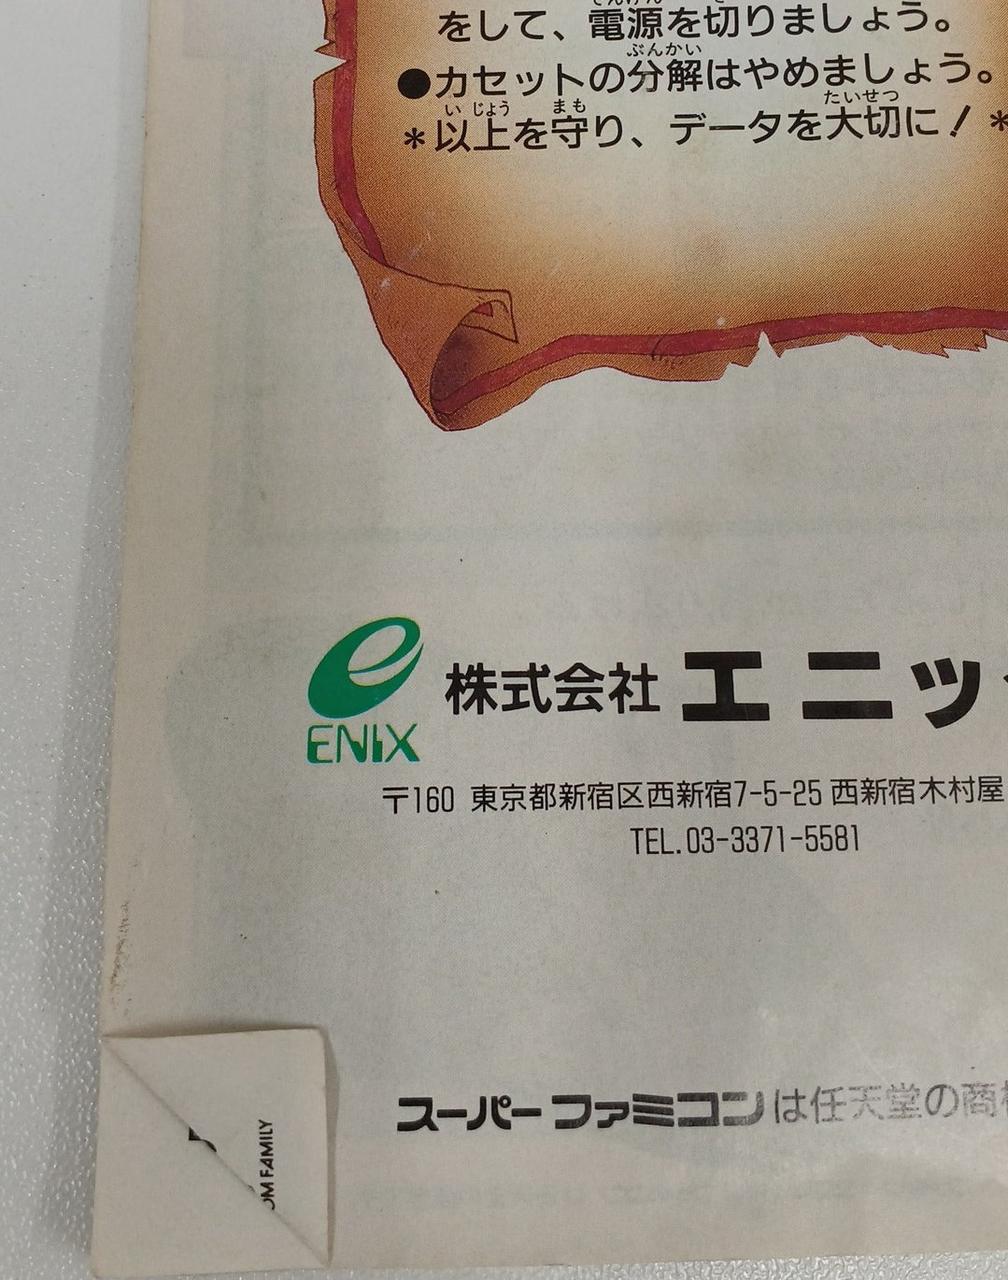 をして、電源を切りましょう。
●カセットの分解はやめましょう。
*以上を守り、データを大切に！*
ENIX
株式会社 エニッ
〒160 東京都新宿区西新宿7-5-25 西新宿木村屋
TEL.03-3371-5581
スーパーファミコンは任天堂の商
OM FAMILY